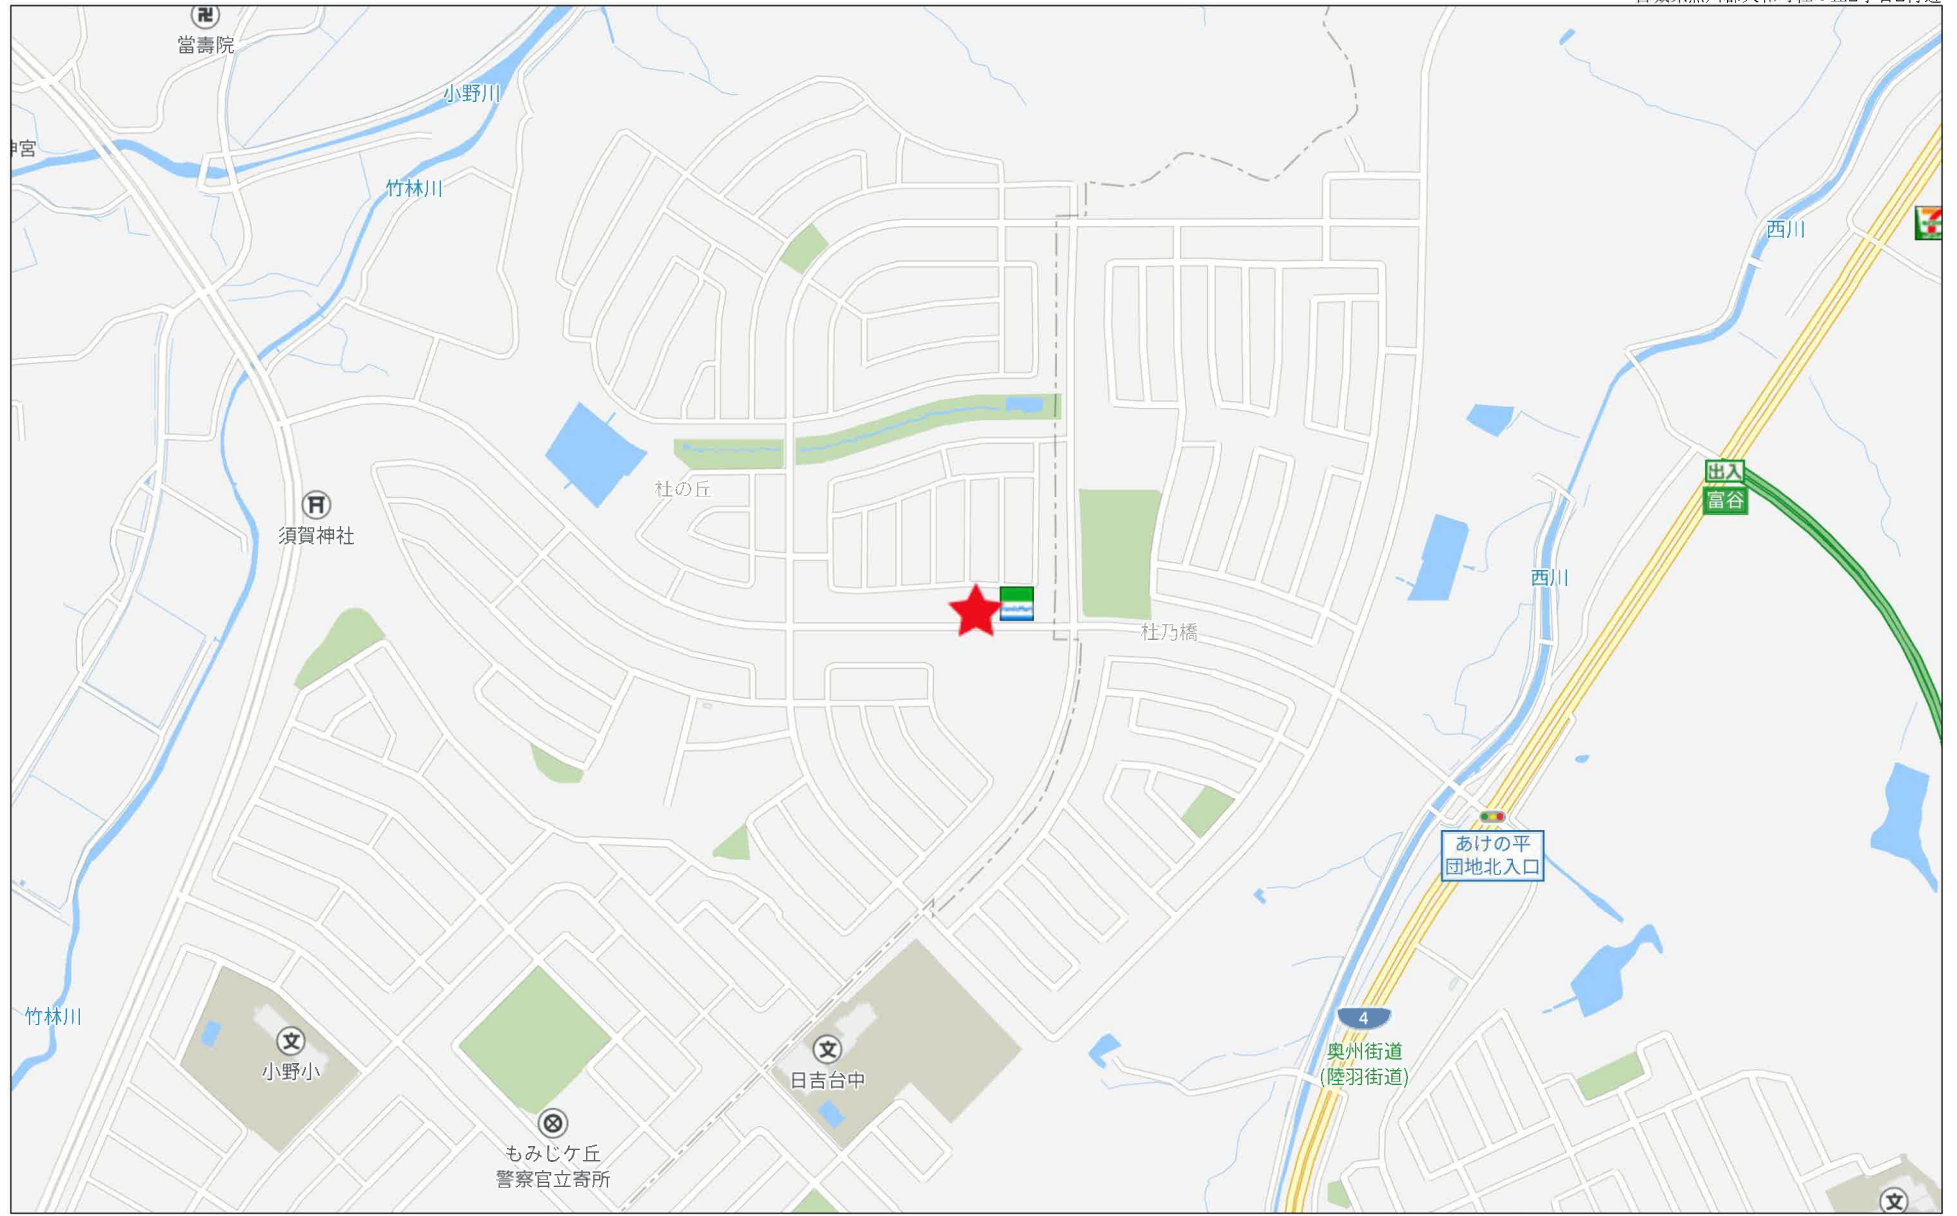 當壽院
小野川
竹林川
西川
出入
富谷
杜の丘
須賀神社
西川
杜乃橋
あけの平
団地北入口
竹林川
4
小野小
日吉台中
奥州街道
(陸羽街道)
もみじケ丘
警察官立寄所
文
文
文